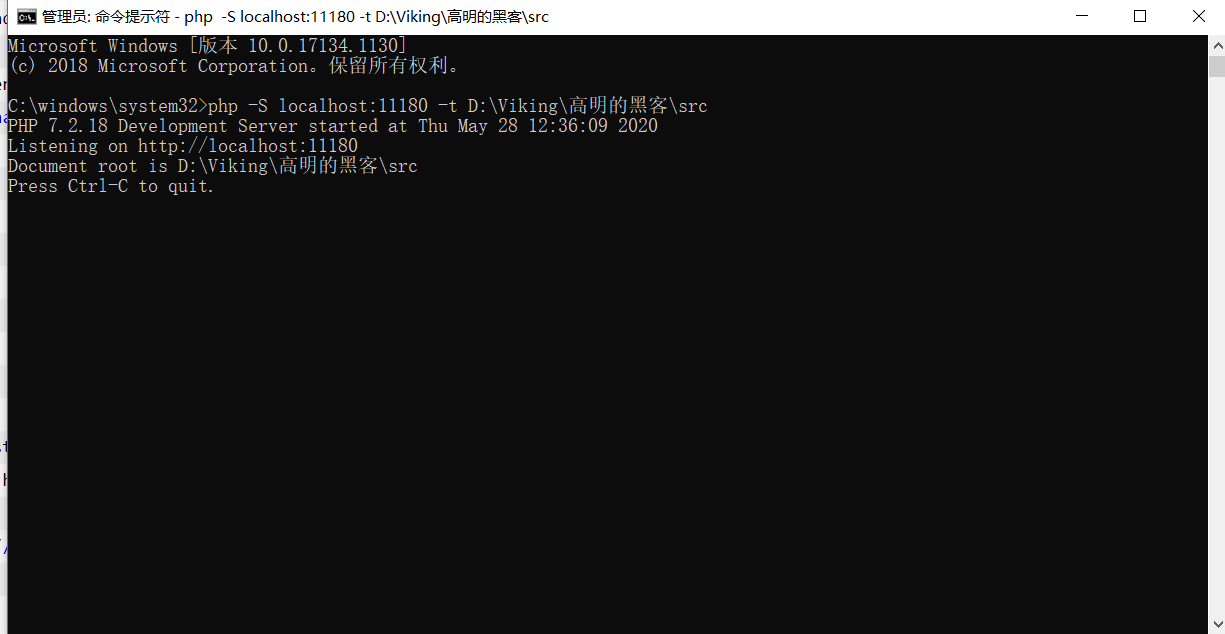 管理员: 命令提示符 - php  -S localhost:11180 -t D:\Viking\高明的黑客\src
Microsoft Windows [版本 10.0.17134.1130]
(c) 2018 Microsoft Corporation。保留所有权利。
C:\windows\system32>php -S localhost:11180 -t D:\Viking\高明的黑客\src
PHP 7.2.18 Development Server started at Thu May 28 12:36:09 2020
Listening on http://localhost:11180
Document root is D:\Viking\高明的黑客\src
Press Ctrl-C to quit.